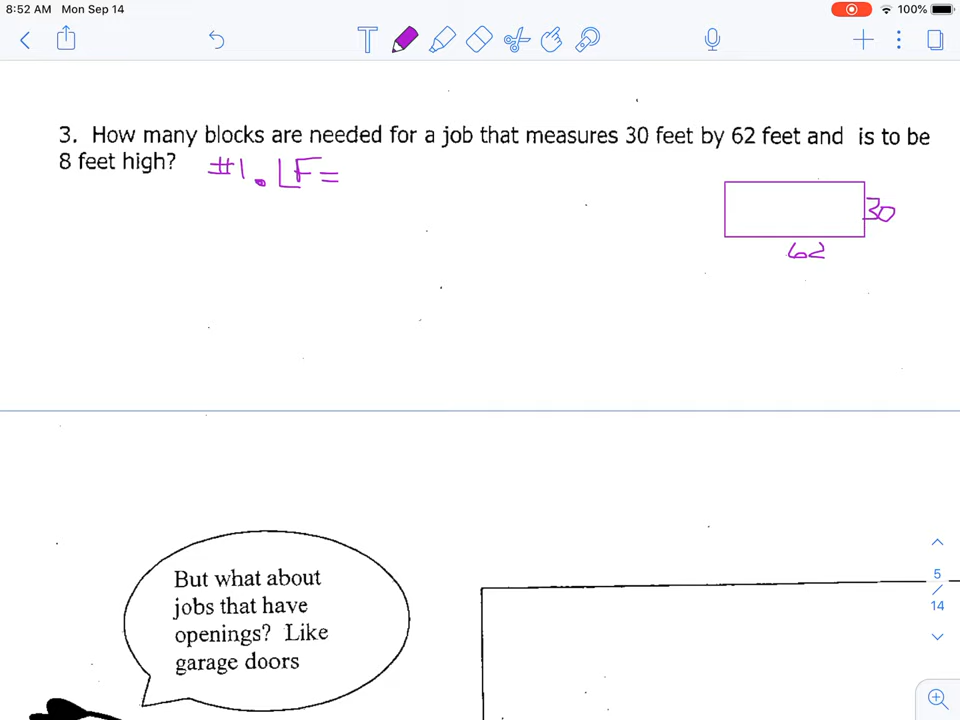 8:52 AM Mon Sep 14
100%
T
3. How many blocks are needed for a job that measures 30 feet by 62 feet and is to be
8 feet high?
#1. LF =
30
62
But what about
jobs that have
openings? Like
garage doors
5
/
14